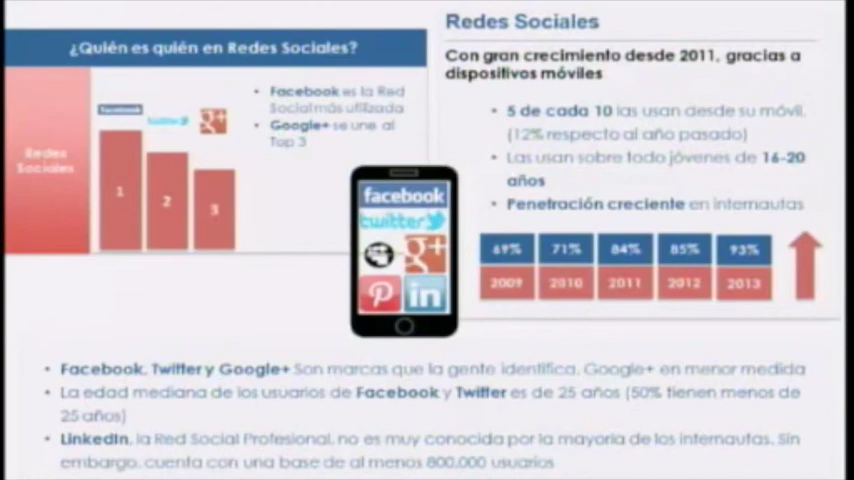 ¿Quién es quién en Redes Sociales?
Redes
Sociales
facebook
twitter
g+
1
2
3
• Facebook es la Red
Social más utilizada
• Google+ se une al
Top 3
Redes Sociales
Con gran crecimiento desde 2011, gracias a
dispositivos móviles
• 5 de cada 10 las usan desde su móvil.
(12% respecto al año pasado)
• Las usan sobre todo jóvenes de 16-20
años
• Penetración creciente en internautas
69% 71% 84% 85% 93%
2009 2010 2011 2012 2013
facebook
twitter
g+
in
• Facebook, Twitter y Google+ Son marcas que la gente identifica. Google+ en menor medida
• La edad mediana de los usuarios de Facebook y Twitter es de 25 años (50% tienen menos de
25 años)
• LinkedIn, la Red Social Profesional, no es muy conocida por la mayoría de los internautas. Sin
embargo, cuenta con una base de al menos 800,000 usuarios